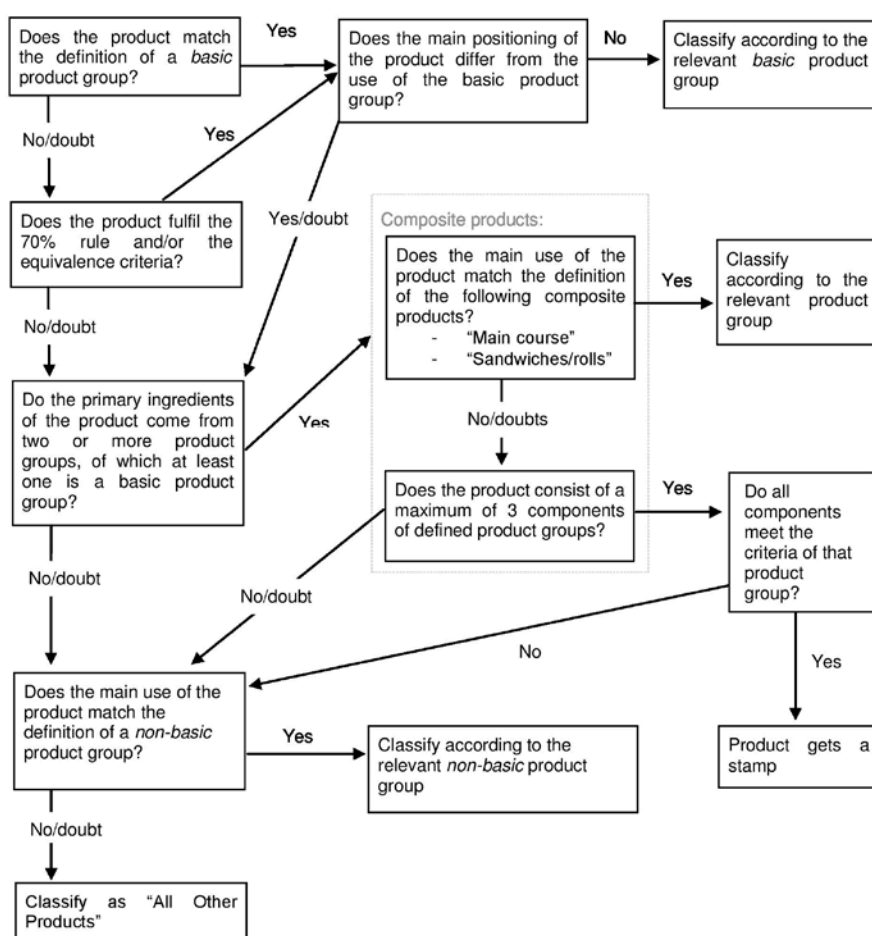 Does the product match
the definition of a basic
product group?
Yes
Does the main positioning of
the product differ from the
use of the basic product
group?
No
Classify according to the
relevant basic product
group
No/doubt
Yes
Does the product fulfil the
70% rule and/or the
equivalence criteria?
Yes/doubt
Composite products:
Does the main use of the
product match the definition
of the following composite
products?
- “Main course”
- “Sandwiches/rolls”
Yes
Classify
according to the
relevant product
group
No/doubt
Do the primary ingredients
of the product come from
two or more product
groups, of which at least
one is a basic product
group?
Yes
No/doubts
Does the product consist of a
maximum of 3 components
of defined product groups?
Yes
Do all
components
meet the
criteria of that
product
group?
No/doubt
No/doubt
No
Yes
Does the main use of the
product match the
definition of a non-basic
product group?
Yes
Classify according to the
relevant non-basic product
group
Product gets a
stamp
No/doubt
Classify as “All Other
Products”